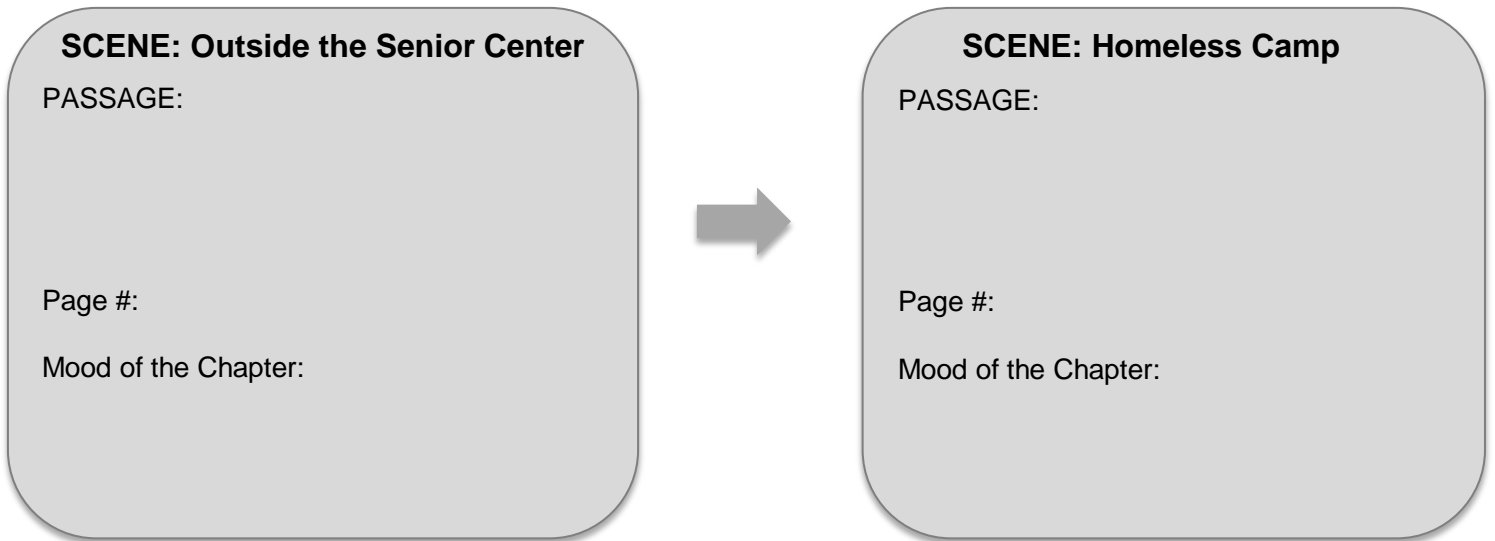 SCENE: Outside the Senior Center
PASSAGE:
Page #:
Mood of the Chapter:
SCENE: Homeless Camp
PASSAGE:
Page #:
Mood of the Chapter: